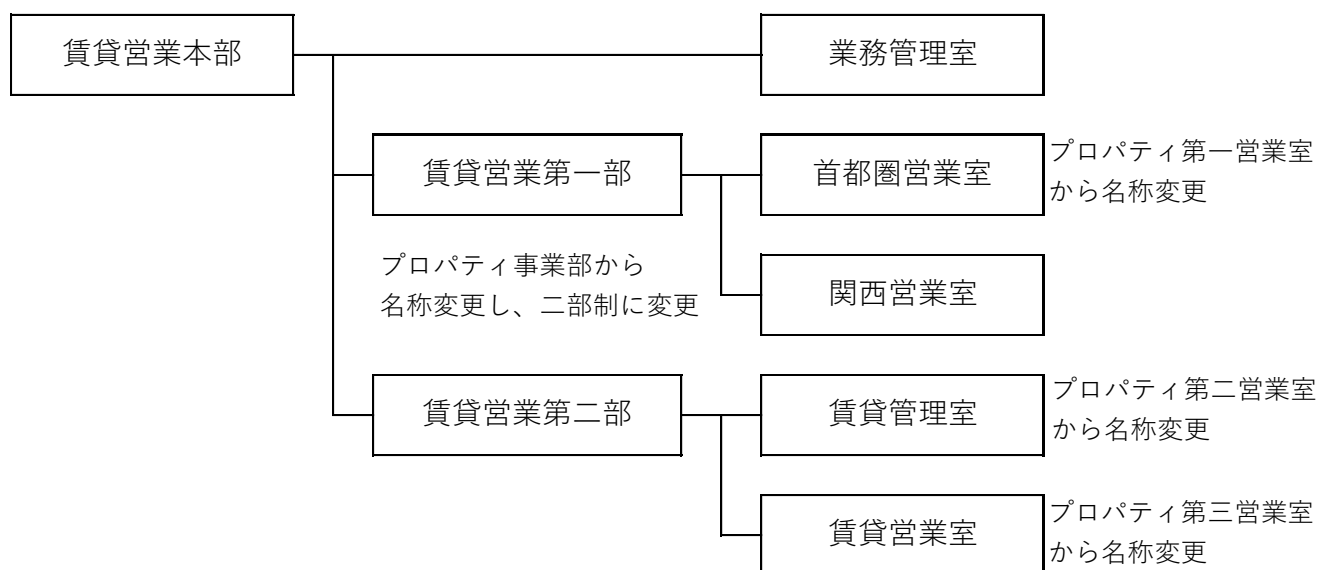 賃貸営業本部
業務管理室
賃貸営業第一部
首都圏営業室
プロパティ第一営業室
から名称変更
プロパティ事業部から
名称変更し、二部制に変更
関西営業室
賃貸営業第二部
賃貸管理室
プロパティ第二営業室
から名称変更
賃貸営業室
プロパティ第三営業室
から名称変更